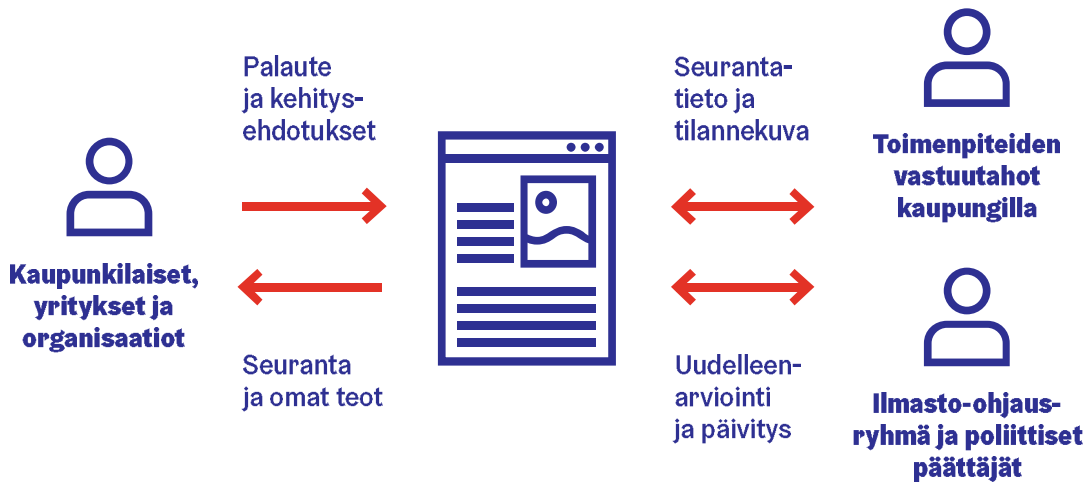 Palaute
ja kehitys-
ehdotukset
Seuranta-
tieto ja
tilannekuva
Toimenpiteiden
vastuutahot
kaupungilla
Kaupunkilaiset,
yritykset ja
organisaatiot
Seuranta
ja omat teot
Uudelleen-
arviointi
ja päivitys
Ilmasto-ohjaus-
ryhmä ja poliittiset
päättäjät